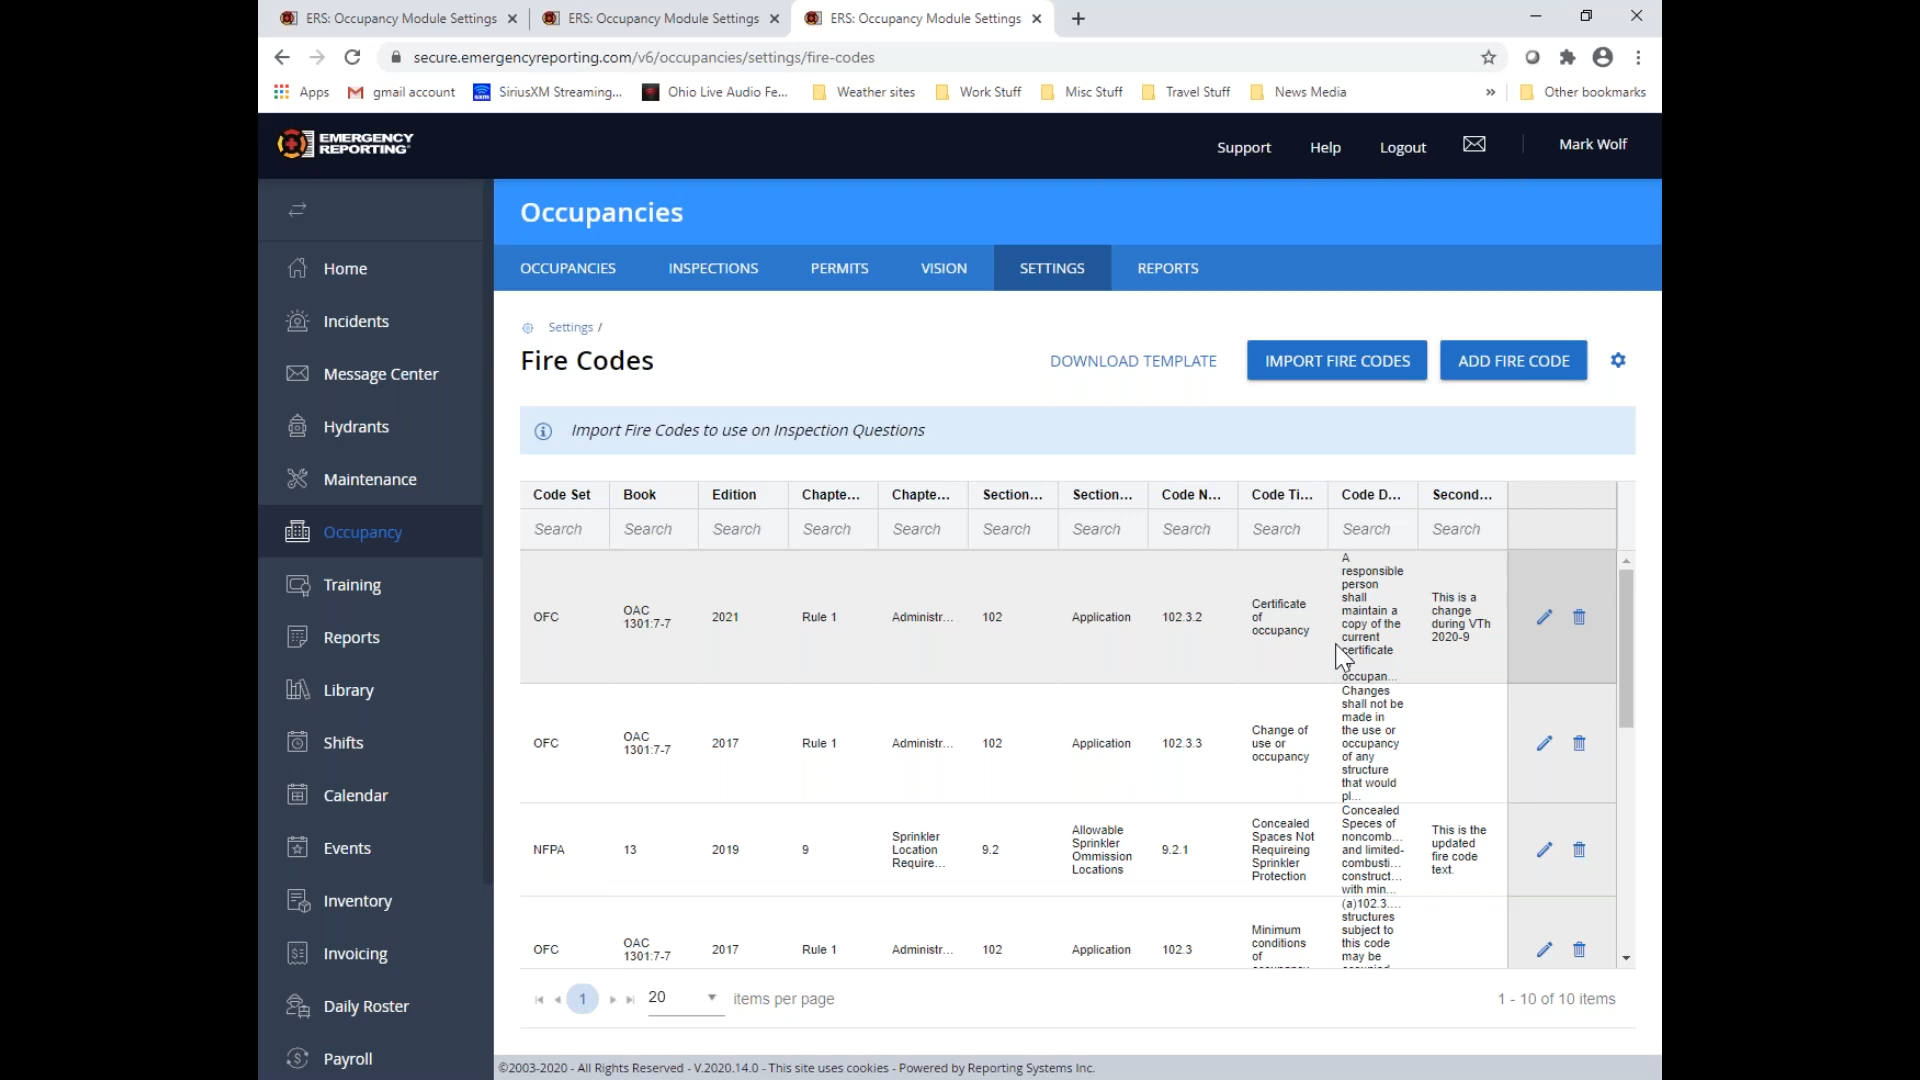 ERS: Occupancy Module Settings
ERS: Occupancy Module Settings
ERS: Occupancy Module Settings
secure.emergencyreporting.com/v6/occupancies/settings/fire-codes
Apps
gmail account
SiriusXM Streaming...
Ohio Live Audio Fe...
Weather sites
Work Stuff
Misc Stuff
Travel Stuff
News Media
»
Other bookmarks
EMERGENCY
REPORTING
Support
Help
Logout
Mark Wolf
Home
Incidents
Message Center
Hydrants
Maintenance
Occupancy
Training
Reports
Library
Shifts
Calendar
Events
Inventory
Invoicing
Daily Roster
Payroll
Occupancies
OCCUPANCIES
INSPECTIONS
PERMITS
VISION
SETTINGS
REPORTS
Settings /
Fire Codes
DOWNLOAD TEMPLATE
IMPORT FIRE CODES
ADD FIRE CODE
Import Fire Codes to use on Inspection Questions
Code Set Book Edition Chapte... Chapte... Section... Section... Code N... Code Ti... Code D... Second...
Search Search Search Search Search Search Search Search Search Search Search
OFC
OAC
1301:7-7
2021
Rule 1
Administr...
102
Application
102.3.2
Certificate
of
occupancy
A
responsible
person
shall
maintain a
copy of the
current
certificate
occupan...
This is a
change
during VTh
2020-9
OFC
OAC
1301:7-7
2017
Rule 1
Administr...
102
Application
102.3.3
Change of
use or
occupancy
Changes
shall not be
made in
the use or
occupancy
of any
structure
that would
pl...
NFPA
13
2019
9
Sprinkler
Location
Require...
9.2
Allowable
Sprinkler
Ommission
Locations
9.2.1
Concealed
Spaces Not
Requireing
Sprinkler
Protection
Concealed
Speces of
noncomb...
and limited-
combusti...
construct...
with min...
This is the
updated
fire code
text.
OFC
OAC
1301:7-7
2017
Rule 1
Administr...
102
Application
102.3
Minimum
conditions
of
(a)102.3....
structures
subject to
this code
may be
1
20
items per page
1 - 10 of 10 items
©2003-2020 - All Rights Reserved - V.2020.14.0 - This site uses cookies - Powered by Reporting Systems Inc.